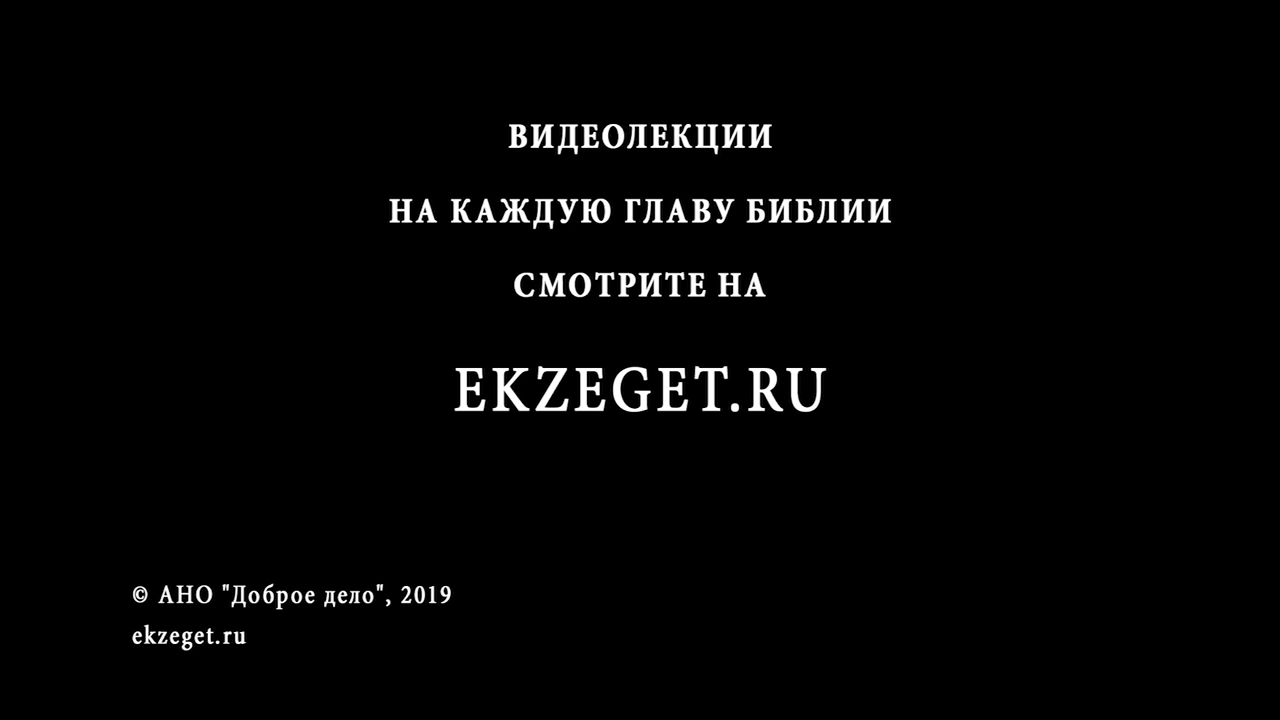 ВИДЕОЛЕКЦИИ
НА КАЖДУЮ ГЛАВУ БИБЛИИ
СМОТРИТЕ НА
EKZEGET.RU
© АНО "Доброе дело", 2019
ekzeget.ru